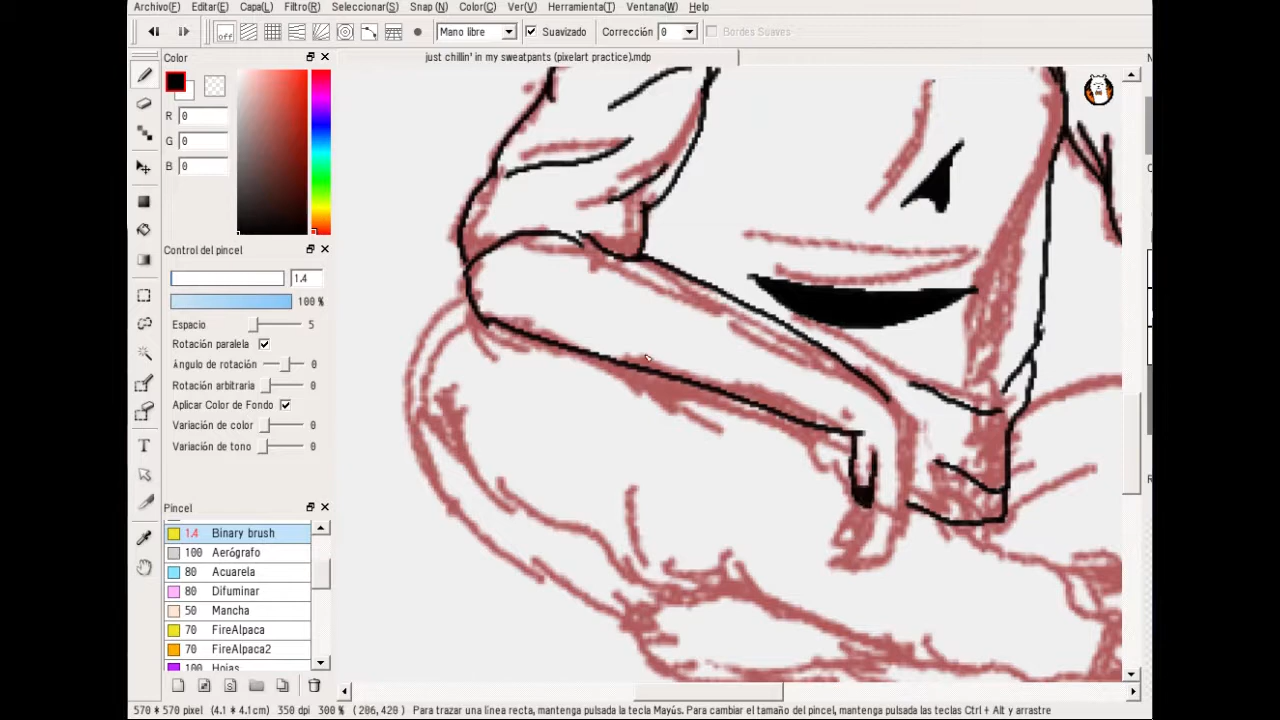 Archivo(F) Editar(E) Capa(L) Filtro(R) Seleccionar(S) Snap (N) Color(C) Ver(V) Herramienta(T) Ventana(W) Help
off Mano libre Suavizado Corrección 0 Bordes Suaves
just chillin' in my sweatpants (pixelart practice).mdp
Color
R 0
G 0
B 0
Control del pincel
1.4
100 %
Espacio 5
Rotación paralela
Ángulo de rotación 0
Rotación arbitraria 0
Aplicar Color de Fondo
Variación de color 0
Variación de tono 0
T
Pincel
1.4 Binary brush
100 Aerógrafo
80 Acuarela
80 Difuminar
50 Mancha
70 FireAlpaca
70 FireAlpaca2
100 Hojas
570 * 570 pixel (4.1 * 4.1cm) 350 dpi 300 % (206,420) Para trazar una línea recta, mantenga pulsada la tecla Mayús. Para cambiar el tamaño del pincel, mantenga pulsada las teclas Ctrl + Alt y arrastre